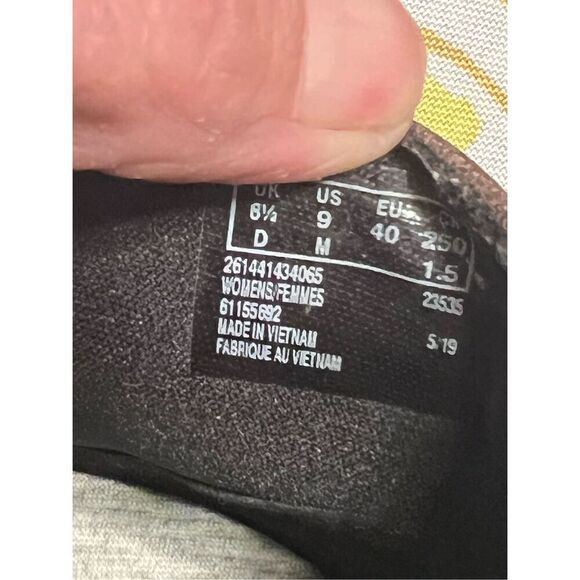 UK US EUR
6½ 9 40 250
D M 1.5
261441434065
WOMENS/FEMMES 23535
61155692
MADE IN VIETNAM 5/19
FABRIQUE AU VIETNAM